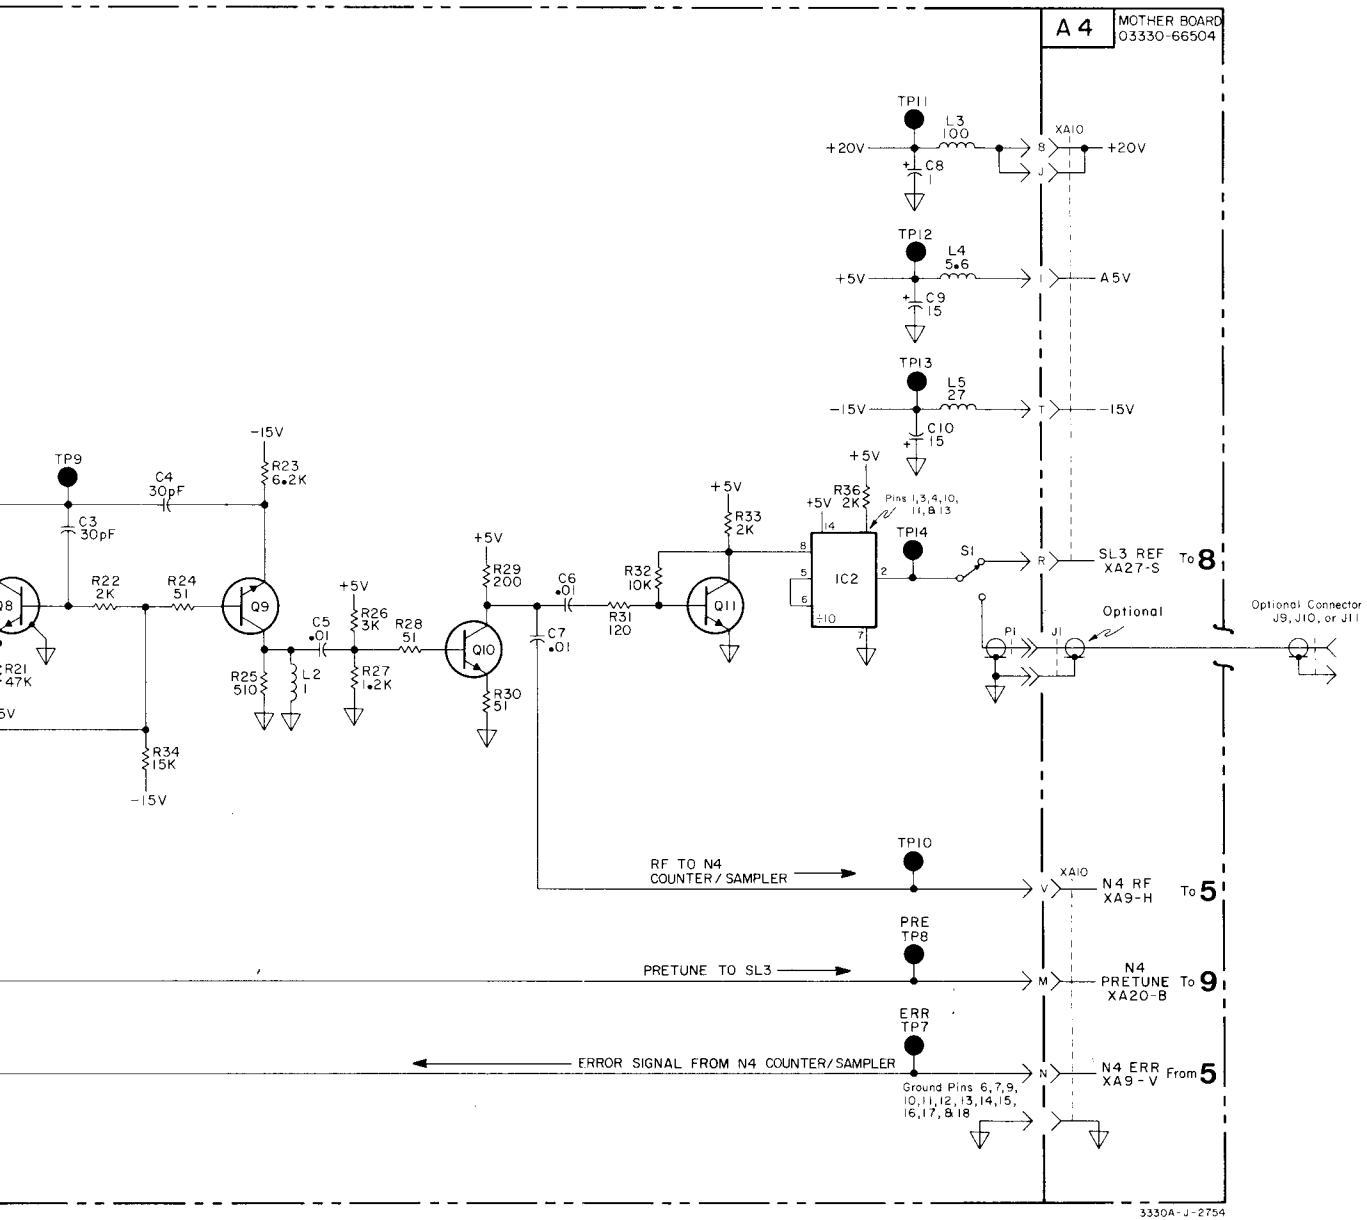 A4
MOTHER BOARD
03330-66504
TP11
L3
100
XA10
+20V
8
+20V
C8
+
1
J
TP12
L4
5.6
+5V
1
A5V
C9
+
15
TP13
L5
27
-15V
T
-15V
C10
+
15
-15V
R23
6.2K
TP9
C4
30pF
C3
30pF
+5V
R36
2K
+5V
Pins 1,3,4,10,
11,&13
14
+5V
R33
2K
TP14
S1
R
SL3 REF
XA27-S
To 8
8
5
6
IC2
2
÷10
7
+5V
R29
200
C6
.01
R32
10K
Q11
R31
120
Q8
R22
2K
R24
51
Q9
C5
.01
+5V
R26
3K
R28
51
Q10
C7
.01
Optional
Optional Connector
J9, J10, or J11
P1
J1
R21
47K
R25
510
L2
1
R27
1.2K
R30
51
5V
R34
15K
-15V
TP10
RF TO N4
COUNTER/SAMPLER
XA10
V
N4 RF
XA9-H
To 5
PRE
TP8
PRETUNE TO SL3
M
N4
PRETUNE
XA20-B
To 9
ERR
TP7
ERROR SIGNAL FROM N4 COUNTER/SAMPLER
N
N4 ERR
XA9-V
From 5
Ground Pins 6,7,9,
10,11,12,13,14,15,
16,17,&18
3330A-J-2754